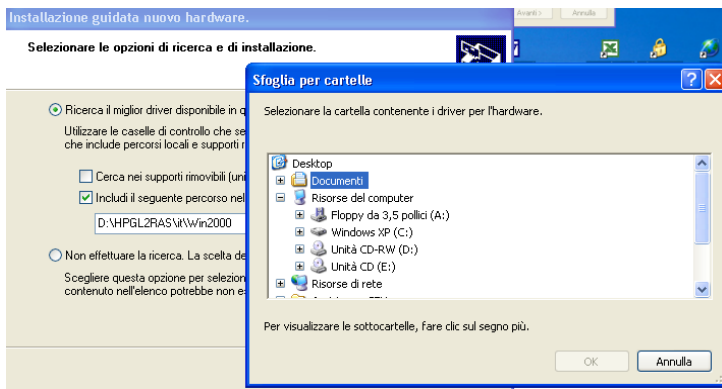 Installazione guidata nuovo hardware.
Avanti >
Annulla
Selezionare le opzioni di ricerca e di installazione.
Sfoglia per cartelle
Selezionare la cartella contenente i driver per l'hardware.
Ricerca il miglior driver disponibile in q
Utilizzare le caselle di controllo che se
che include percorsi locali e supporti r
Cerca nei supporti rimovibili (uni
Includi il seguente percorso nel
D:\HPGL2RAS\it\Win2000
Non effettuare la ricerca. La scelta de
Scegliere questa opzione per selezion
contenuto nell'elenco potrebbe non e
Desktop
Documenti
Risorse del computer
Floppy da 3,5 pollici (A:)
Windows XP (C:)
Unità CD-RW (D:)
Unità CD (E:)
Risorse di rete
Per visualizzare le sottocartelle, fare clic sul segno più.
OK
Annulla